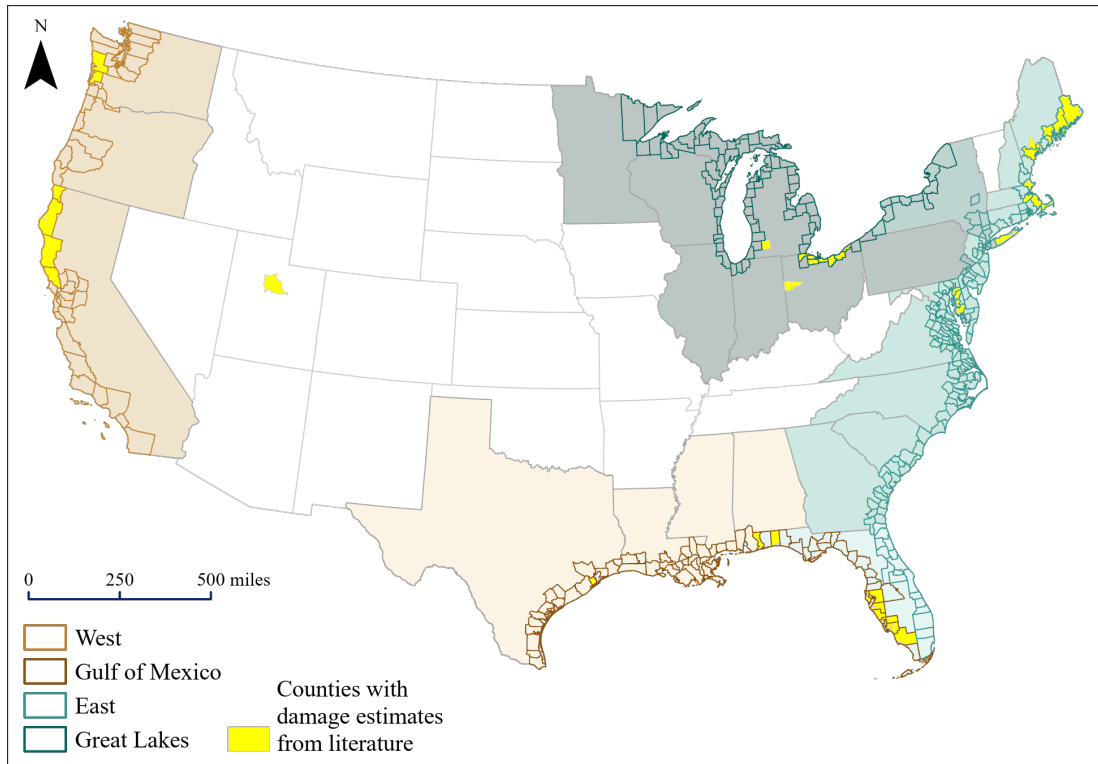 N
0 250 500 miles
West
Gulf of Mexico
East
Great Lakes
Counties with
damage estimates
from literature